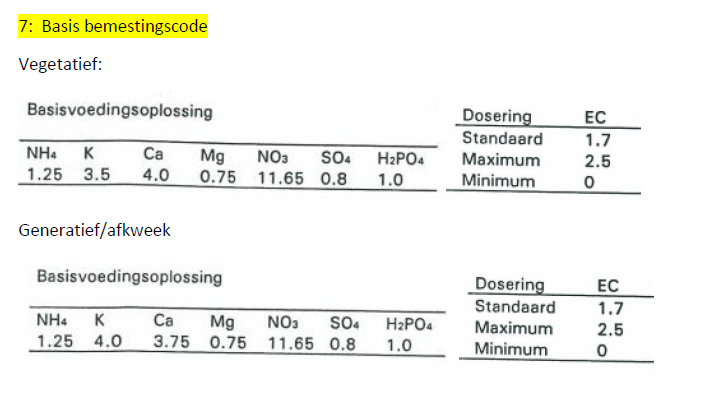 7: Basis bemestingscode
Vegetatief:
Basisvoedingsoplossing
NH₄ K Ca Mg NO₃ SO₄ H₂PO₄
1.25 3.5 4.0 0.75 11.65 0.8 1.0
Dosering EC
Standaard 1.7
Maximum 2.5
Minimum 0
Generatief/afkweek
Basisvoedingsoplossing
NH₄ K Ca Mg NO₃ SO₄ H₂PO₄
1.25 4.0 3.75 0.75 11.65 0.8 1.0
Dosering EC
Standaard 1.7
Maximum 2.5
Minimum 0